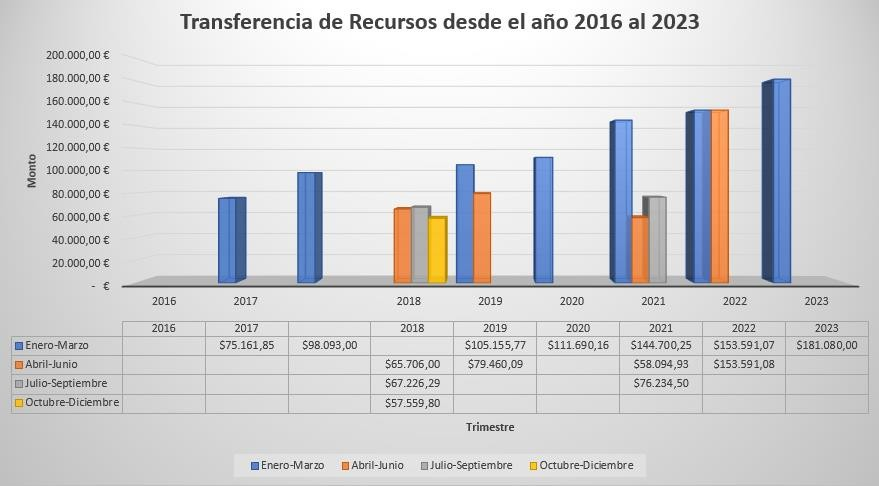 Transferencia de Recursos desde el año 2016 al 2023
200.000,00 €
180.000,00 €
160.000,00 €
140.000,00 €
120.000,00 €
100.000,00 €
80.000,00 €
60.000,00 €
40.000,00 €
20.000,00 €
- €
Monto
2016 2017 2018 2019 2020 2021 2022 2023
2016 2017 2018 2019 2020 2021 2022 2023
Enero-Marzo $75.161,85 $98.093,00 $105.155,77 $111.690,16 $144.700,25 $153.591,07 $181.080,00
Abril-Junio $65.706,00 $79.460,09 $58.094,93 $153.591,08
Julio-Septiembre $67.226,29 $76.234,50
Octubre-Diciembre $57.559,80
Trimestre
Enero-Marzo Abril-Junio Julio-Septiembre Octubre-Diciembre